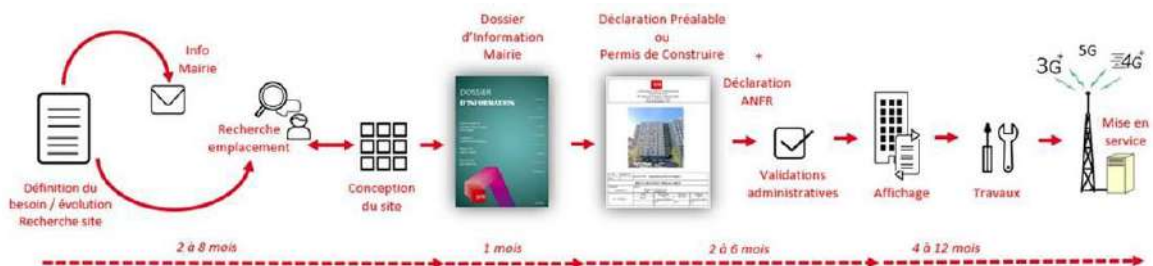 Info
Mairie
Recherche
emplacement
Définition du
besoin / évolution
Recherche site
Conception
du site
Dossier
d'Information
Mairie
DOSSIER
D'INFORMATION
Déclaration Préalable
ou
Permis de Construire
+
Déclaration
ANFR
Validations
administratives
Affichage
Travaux
3G+
5G
4G+
Mise en
service
2 à 8 mois
1 mois
2 à 6 mois
4 à 12 mois